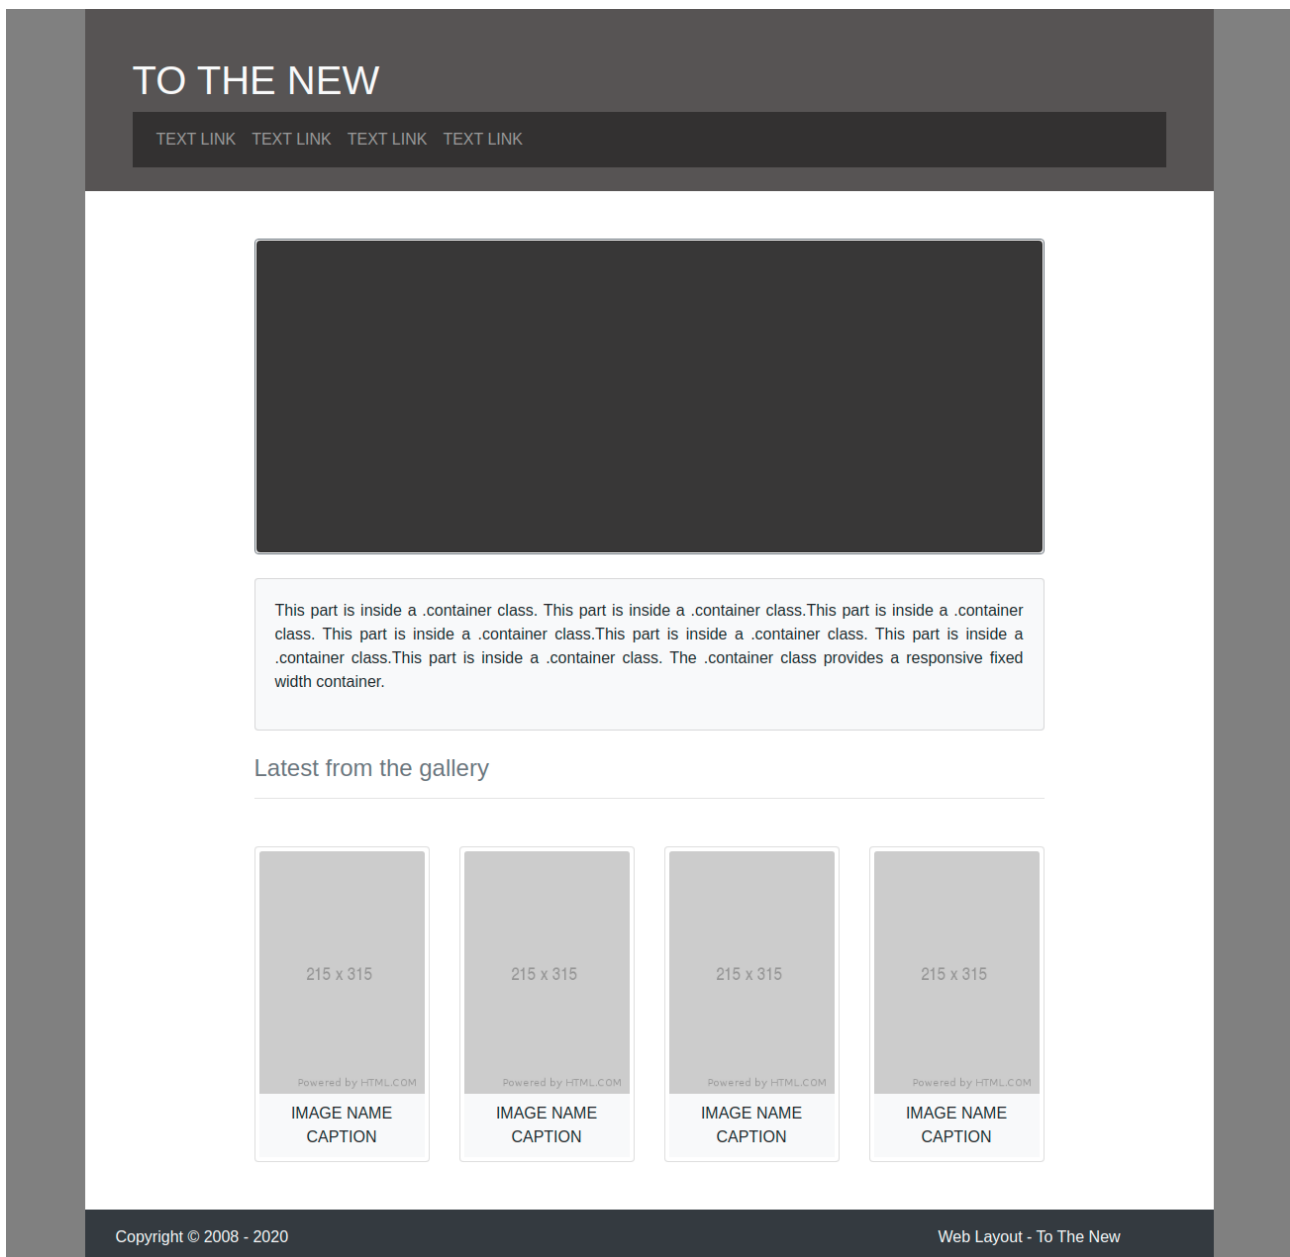 TO THE NEW
TEXT LINK TEXT LINK TEXT LINK TEXT LINK
This part is inside a .container class. This part is inside a .container class.This part is inside a .container
class. This part is inside a .container class.This part is inside a .container class. This part is inside a
.container class.This part is inside a .container class. The .container class provides a responsive fixed
width container.
Latest from the gallery
215 x 315 215 x 315 215 x 315 215 x 315
Powered by HTML.COM Powered by HTML.COM Powered by HTML.COM Powered by HTML.COM
IMAGE NAME IMAGE NAME IMAGE NAME IMAGE NAME
CAPTION CAPTION CAPTION CAPTION
Copyright © 2008 - 2020 Web Layout - To The New